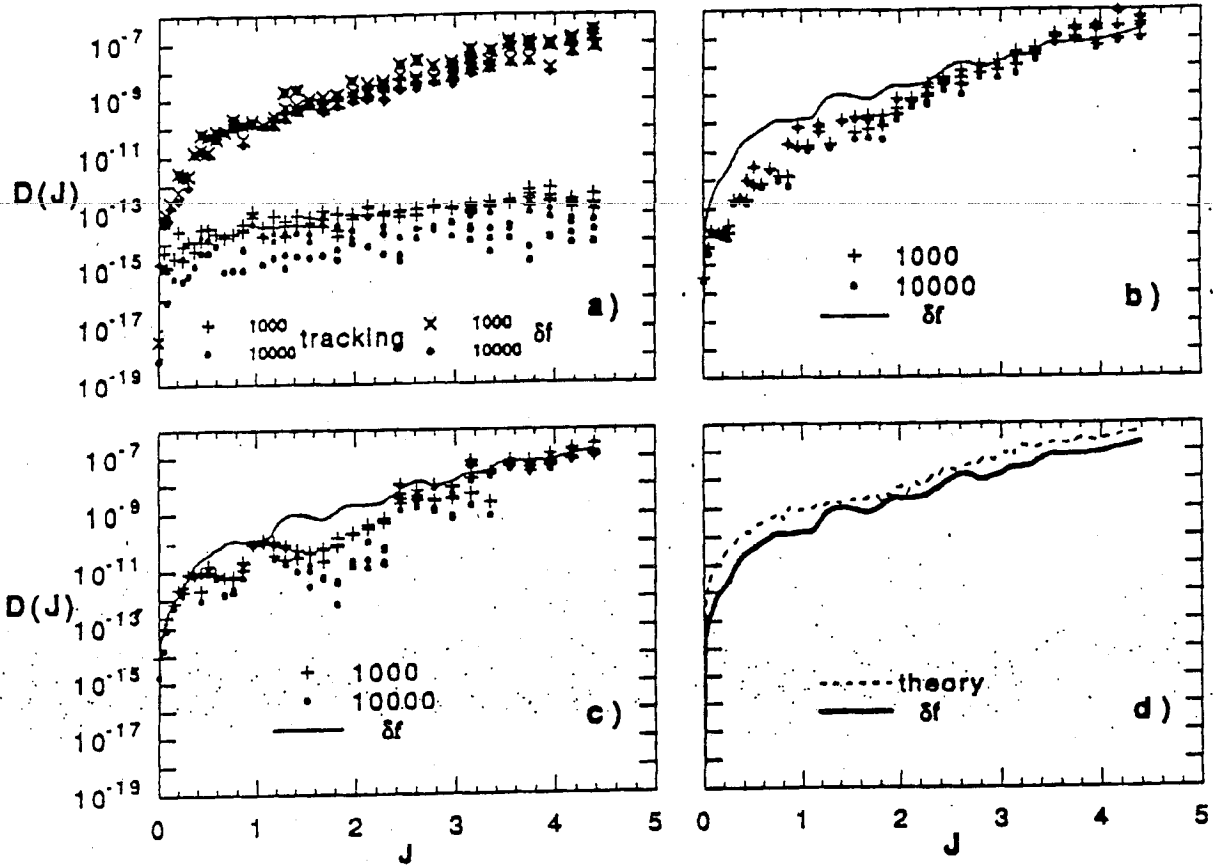 10⁻⁷
10⁻⁹
10⁻¹¹
D(J)
10⁻¹³
10⁻¹⁵
10⁻¹⁷
10⁻¹⁹
+ 1000 tracking × 1000 δf
• 10000 • 10000
a)
+ 1000
• 10000
δf
b)
10⁻⁷
10⁻⁹
10⁻¹¹
D(J)
10⁻¹³
10⁻¹⁵
10⁻¹⁷
10⁻¹⁹
+ 1000
• 10000
δf
c)
0 1 2 3 4 5
J
theory
δf
d)
0 1 2 3 4 5
J